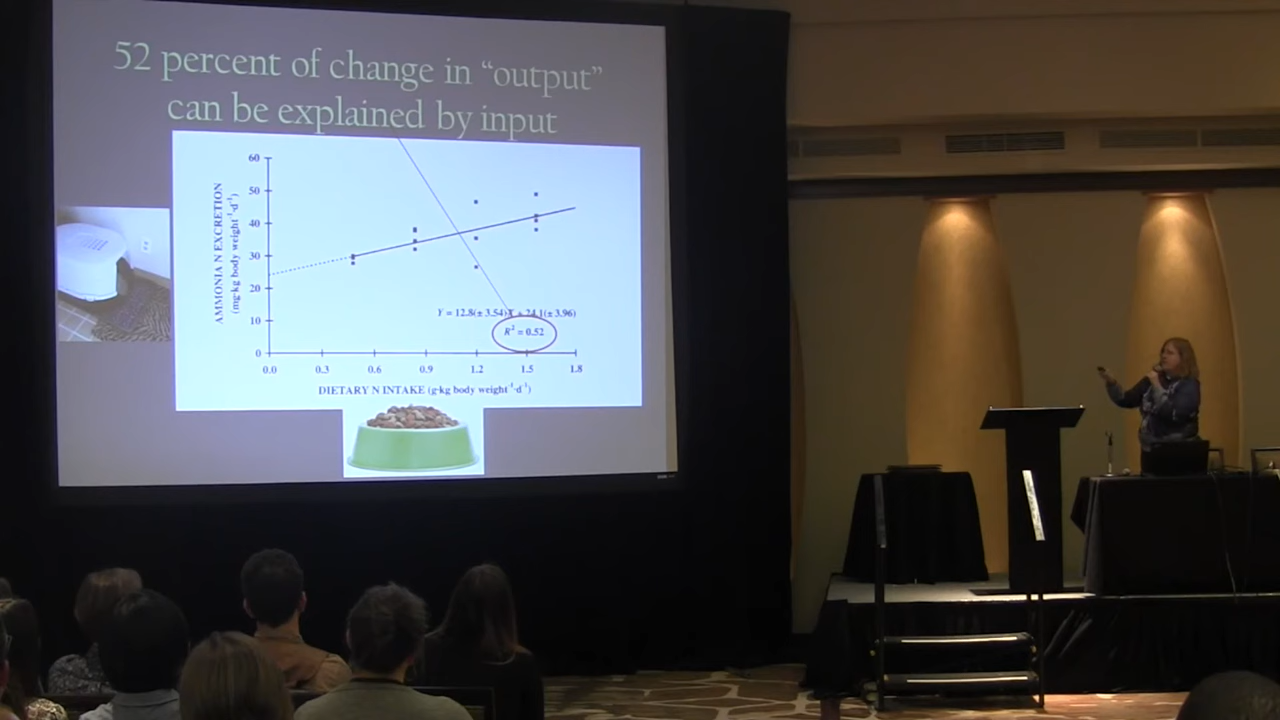 52 percent of change in “output”
can be explained by input
60
50
40
30
20
10
0
AMMONIA N EXCRETION
(mg·kg body weight⁻¹·d⁻¹)
Y = 12.8(± 3.54)X + 24.1(± 3.96)
R² = 0.52
0.0 0.3 0.6 0.9 1.2 1.5 1.8
DIETARY N INTAKE (g·kg body weight⁻¹·d⁻¹)